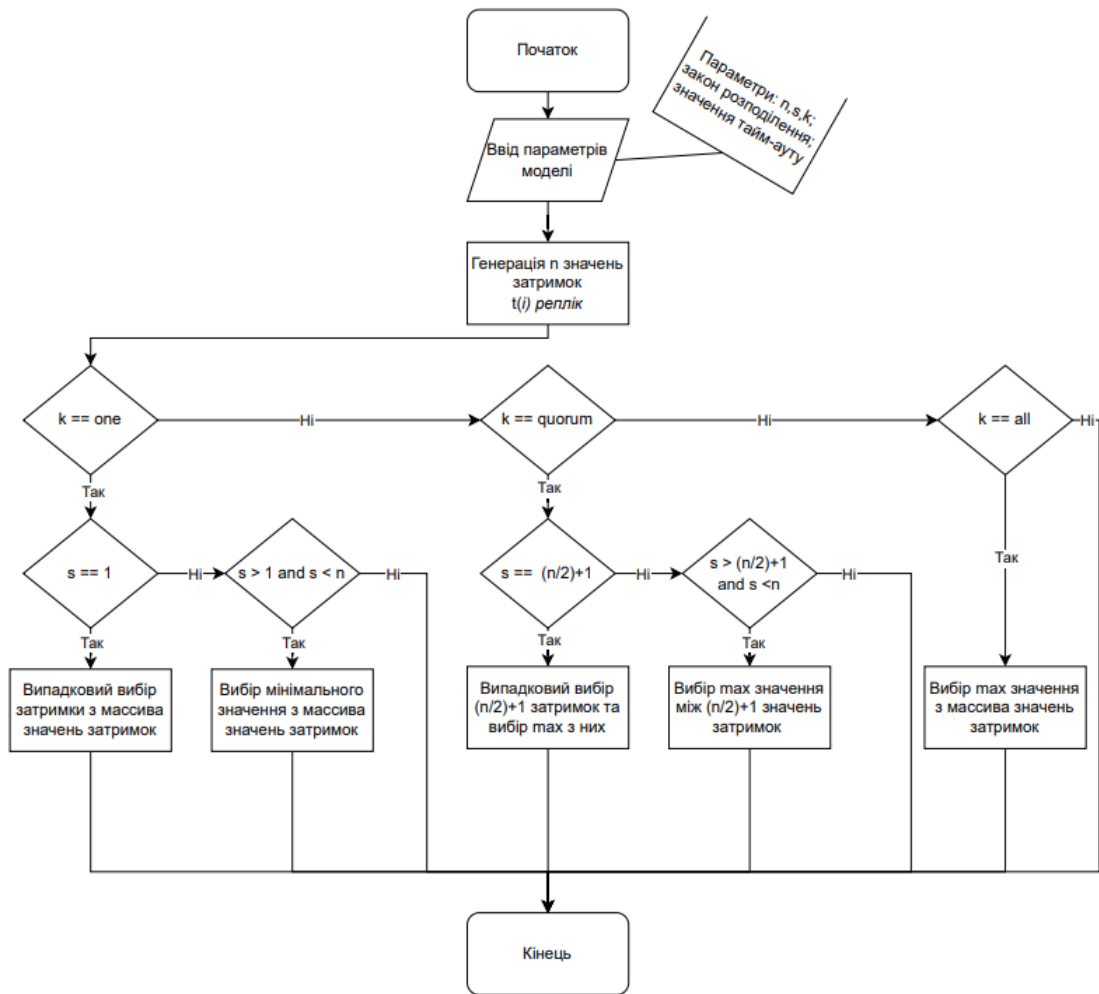 Початок
Параметри: n,s,k;
закон розподілення;
значення тайм-ауту
Ввід параметрів
моделі
Генерація n значень
затримок
t(i) реплік
k == one
Ні
k == quorum
Ні
k == all
Ні
Так
Так
Так
s == 1
Ні
s > 1 and s < n
Ні
s == (n/2)+1
Ні
s > (n/2)+1
and s <n
Ні
Так
Так
Так
Так
Випадковий вибір
затримки з массива
значень затримок
Вибір мінімального
значення з массива
значень затримок
Випадковий вибір
(n/2)+1 затримок та
вибір max з них
Вибір max значення
між (n/2)+1 значень
затримок
Вибір max значення
з массива значень
затримок
Кінець